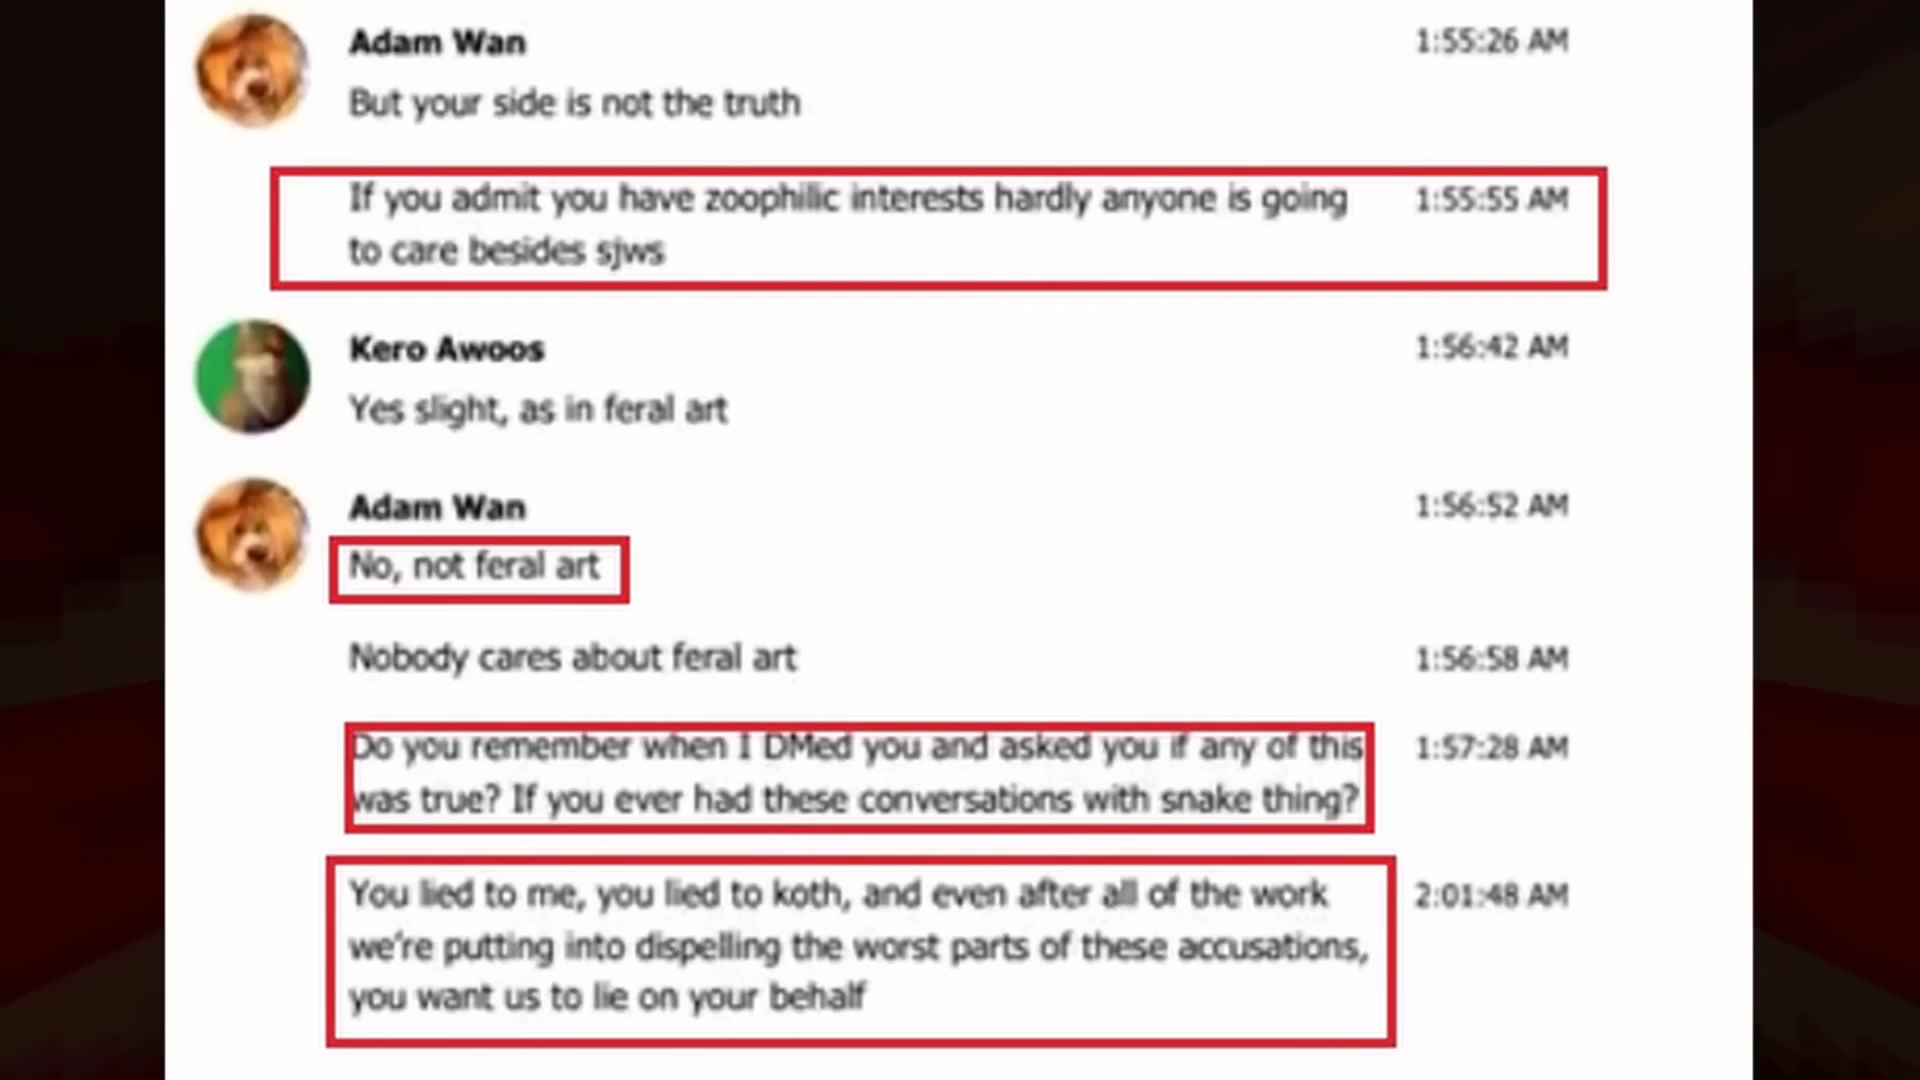 Adam Wan 1:55:26 AM
But your side is not the truth
If you admit you have zoophilic interests hardly anyone is going 1:55:55 AM
to care besides sjws
Kero Awoos 1:56:42 AM
Yes slight, as in feral art
Adam Wan 1:56:52 AM
No, not feral art
Nobody cares about feral art 1:56:58 AM
Do you remember when I DMed you and asked you if any of this 1:57:28 AM
was true? If you ever had these conversations with snake thing?
You lied to me, you lied to koth, and even after all of the work 2:01:48 AM
we're putting into dispelling the worst parts of these accusations,
you want us to lie on your behalf